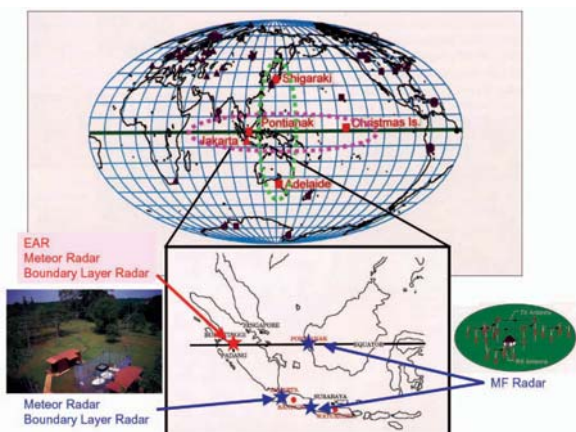 Shigaraki
Pontianak
Christmas Is.
Jakarta
Adelaide
EAR
Meteor Radar
Boundary Layer Radar
SINGAPORE
EQUATOR
PADANG
MF Radar
SURABAYA
Meteor Radar
Boundary Layer Radar